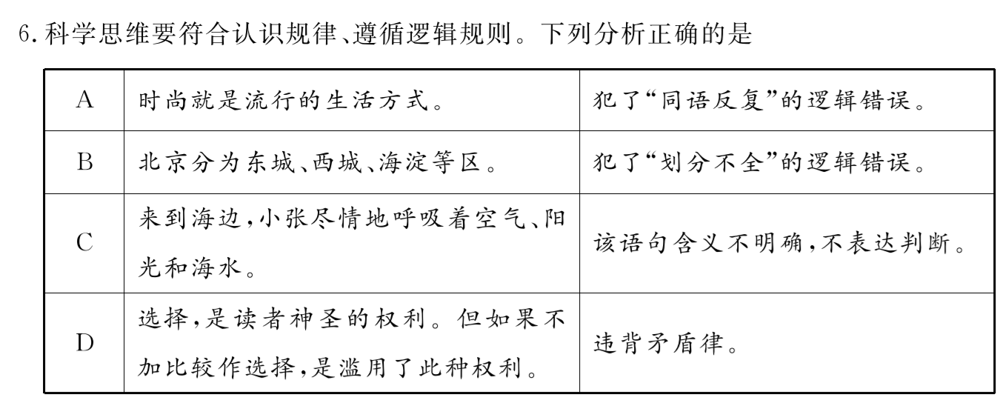 6.科学思维要符合认识规律、遵循逻辑规则。下列分析正确的是
A 时尚就是流行的生活方式。 犯了“同语反复”的逻辑错误。
B 北京分为东城、西城、海淀等区。 犯了“划分不全”的逻辑错误。
来到海边,小张尽情地呼吸着空气、阳
C 该语句含义不明确,不表达判断。
光和海水。
选择,是读者神圣的权利。但如果不
D 违背矛盾律。
加比较作选择,是滥用了此种权利。